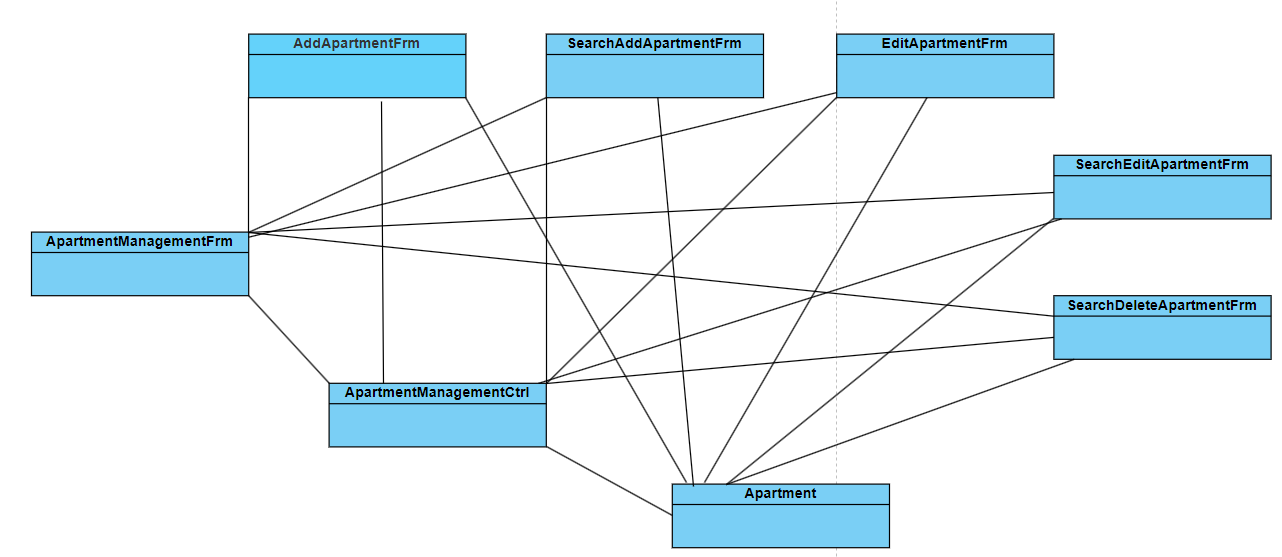 AddApartmentFrm
SearchAddApartmentFrm
EditApartmentFrm
SearchEditApartmentFrm
ApartmentManagementFrm
SearchDeleteApartmentFrm
ApartmentManagementCtrl
Apartment